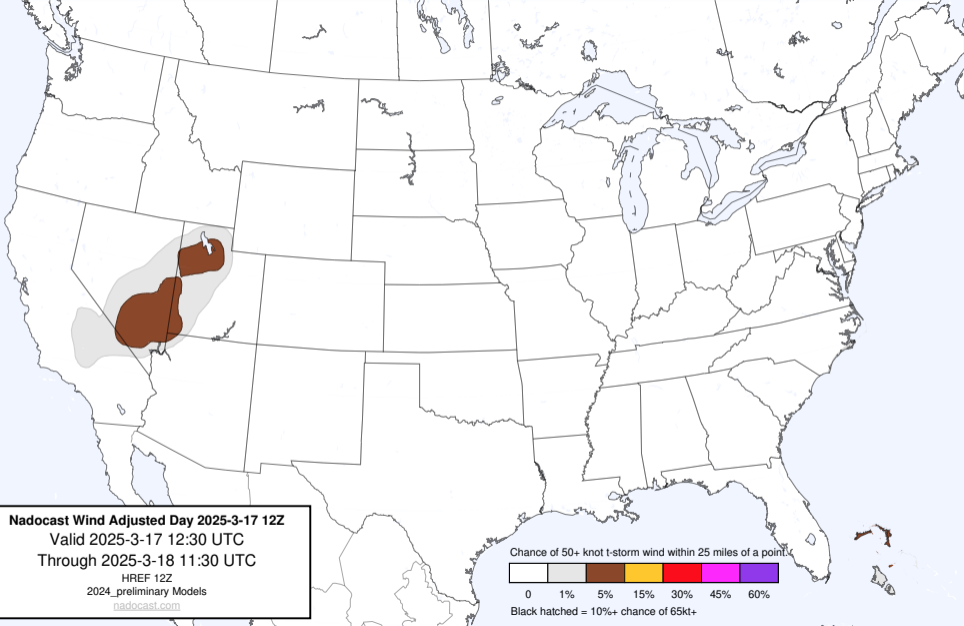 Nadocast Wind Adjusted Day 2025-3-17 12Z
Valid 2025-3-17 12:30 UTC
Through 2025-3-18 11:30 UTC
HREF 12Z
2024_preliminary Models
nadocast.com
Chance of 50+ knot t-storm wind within 25 miles of a point.
0 1% 5% 15% 30% 45% 60%
Black hatched = 10%+ chance of 65kt+